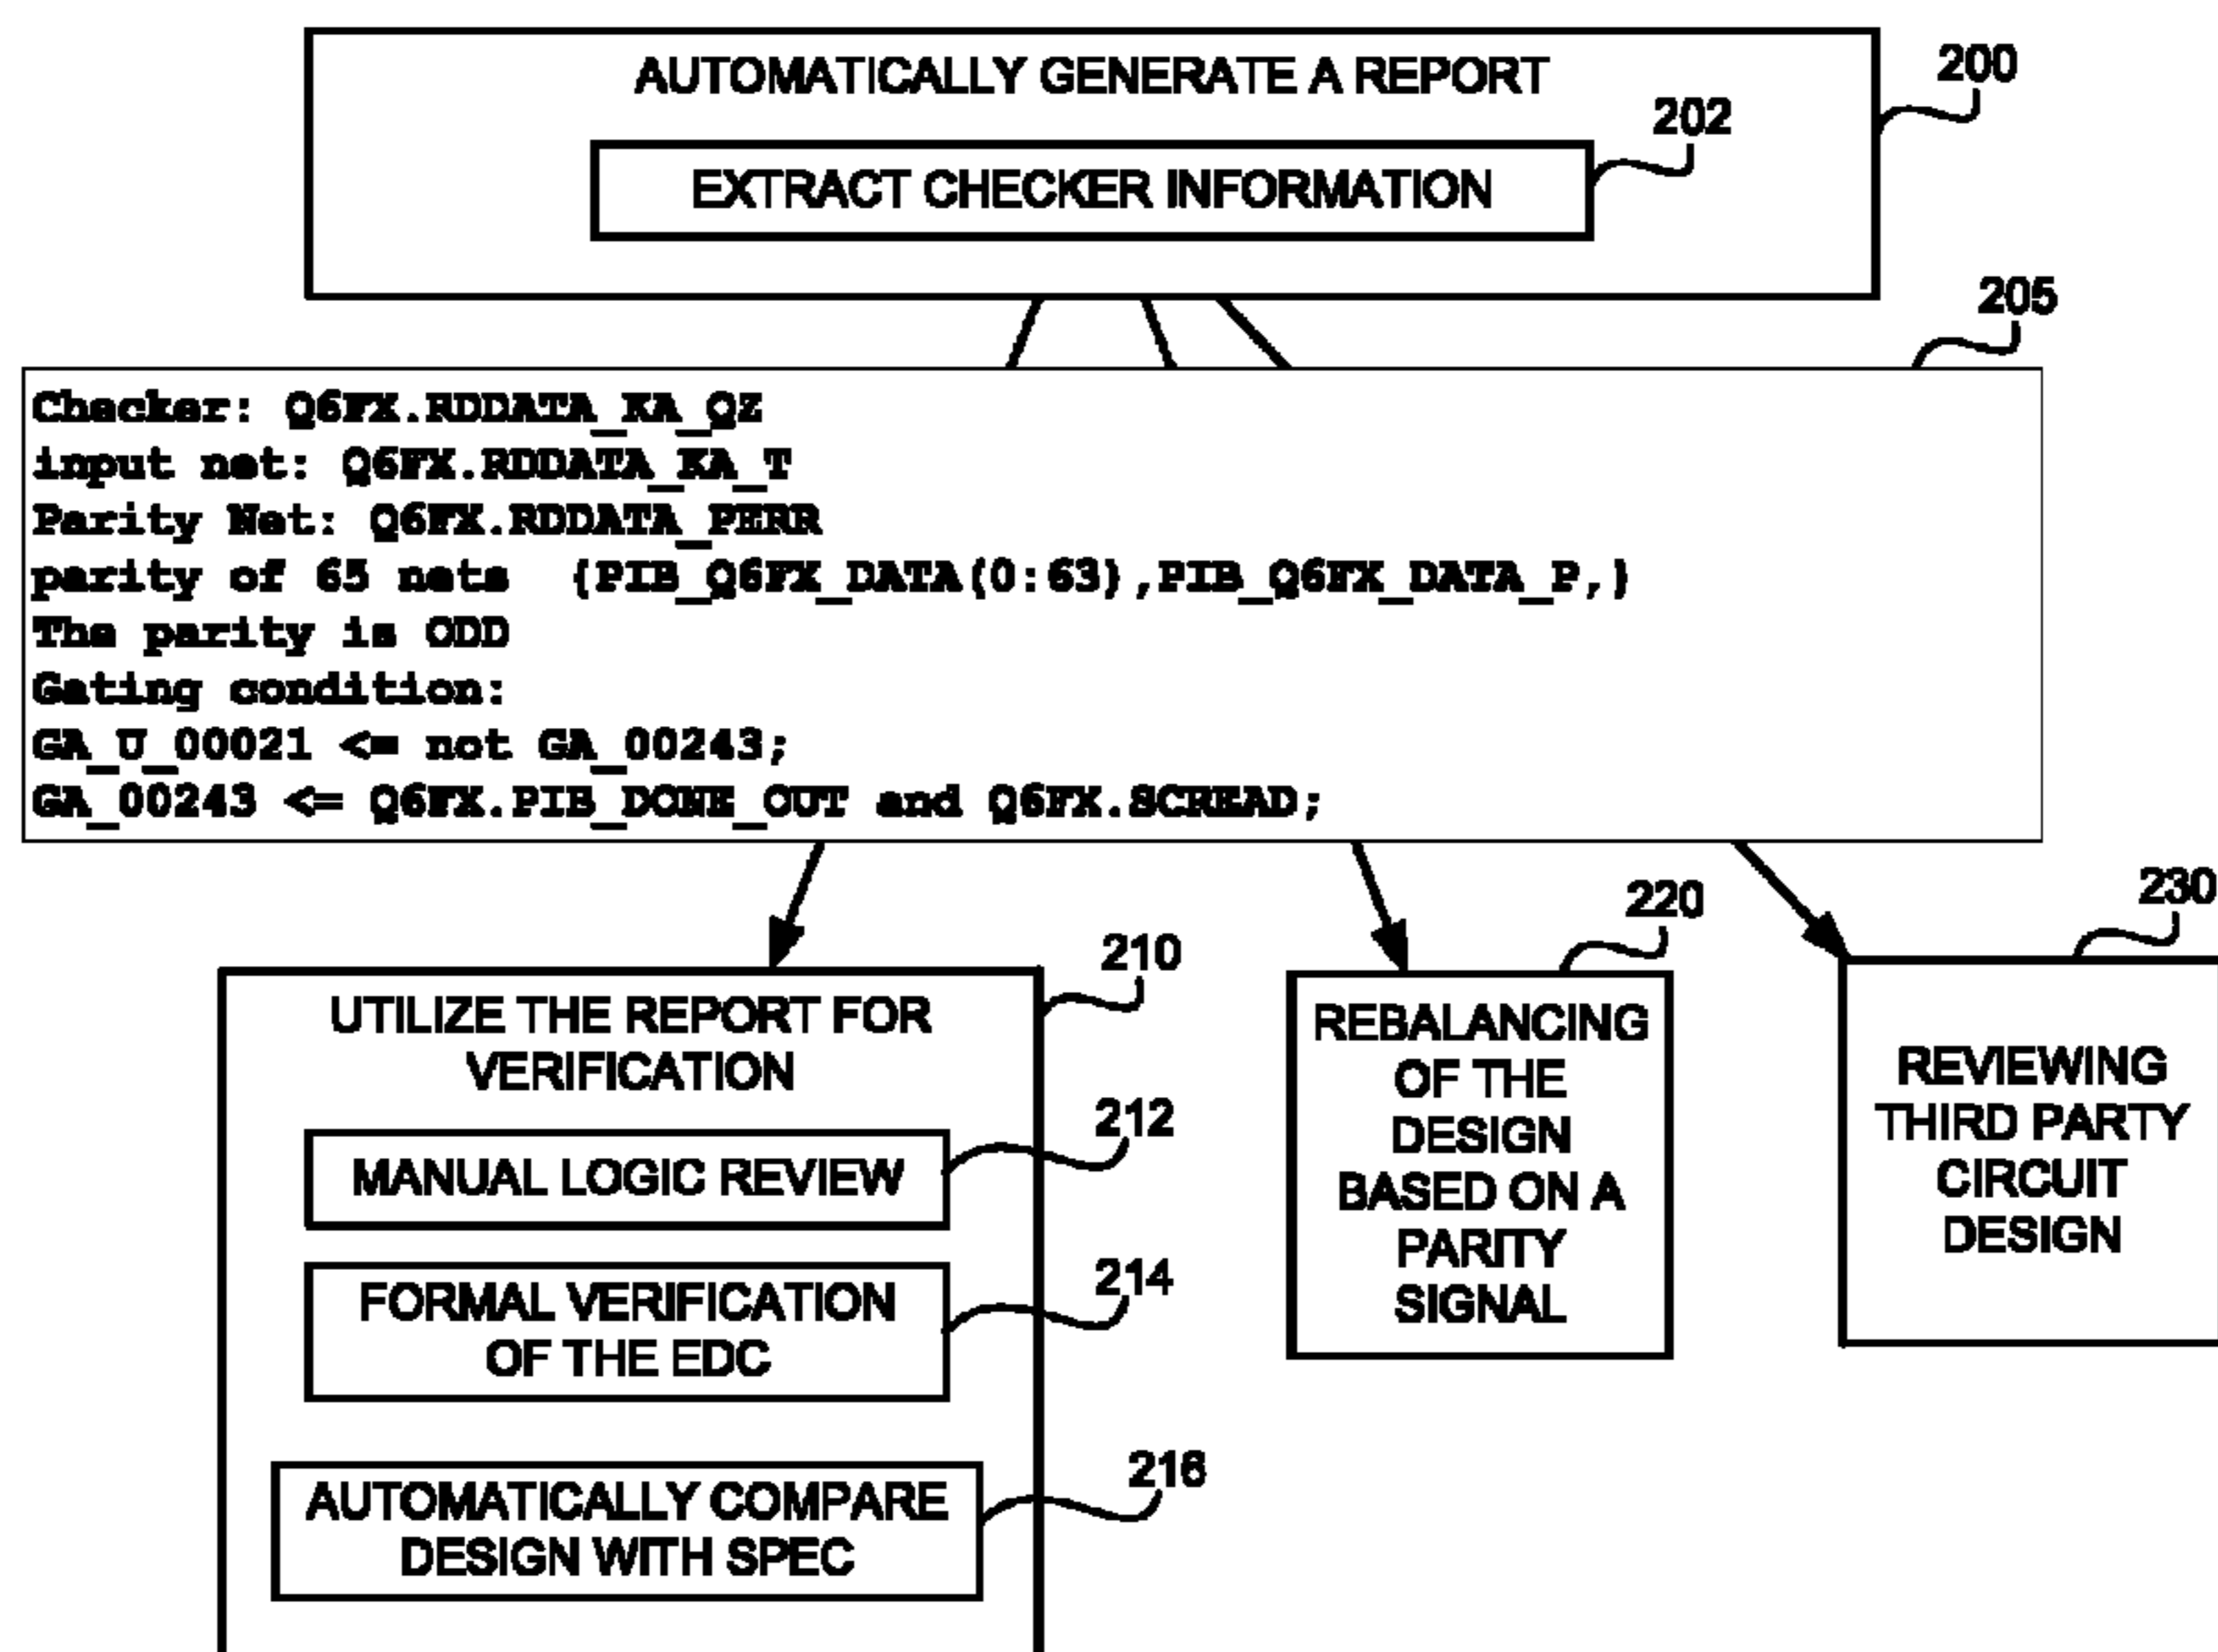 AUTOMATICALLY GENERATE A REPORT
200
202
EXTRACT CHECKER INFORMATION
205
Checker: Q6FX.RDDATA_KA_QZ
input net: Q6FX.RDDATA_KA_T
Parity Net: Q6FX.RDDATA_PERR
parity of 65 nets (PIB_Q6FX_DATA(0:63),PIB_Q6FX_DATA_P,)
The parity is ODD
Gating condition:
GA_U_00021 <= not GA_00243;
GA_00243 <= Q6FX.PIB_DONE_OUT and Q6FX.SCREAD;
210
220
230
UTILIZE THE REPORT FOR
VERIFICATION
212
MANUAL LOGIC REVIEW
214
FORMAL VERIFICATION
OF THE EDC
216
AUTOMATICALLY COMPARE
DESIGN WITH SPEC
REBALANCING
OF THE
DESIGN
BASED ON A
PARITY
SIGNAL
REVIEWING
THIRD PARTY
CIRCUIT
DESIGN